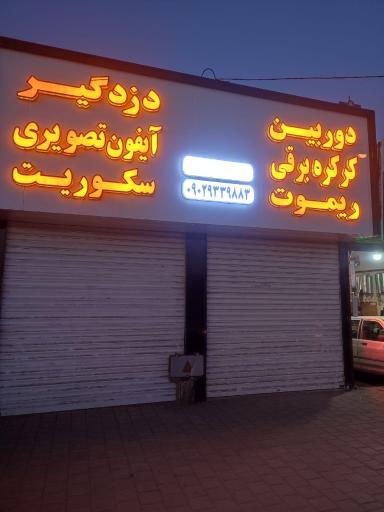 دوربین
کرکره برقی
ریموت
دزدگیر
آیفون تصویری
سکوریت
۰۹۰۲۹۳۳۹۸۸۳